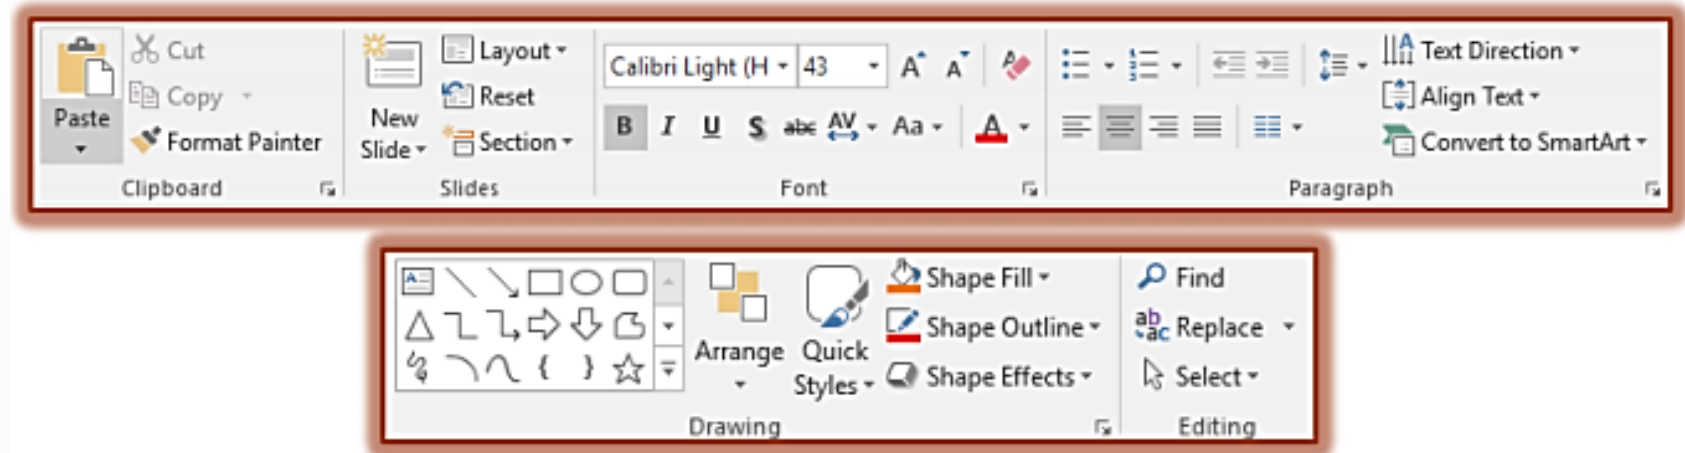 Paste
Cut
Copy
Format Painter
Clipboard
New
Slide
Layout
Reset
Section
Slides
Calibri Light (H
43
A A
B I U S abc AV Aa A
Font
Text Direction
Align Text
Convert to SmartArt
Paragraph
Arrange
Quick
Styles
Shape Fill
Shape Outline
Shape Effects
Drawing
Find
Replace
Select
Editing